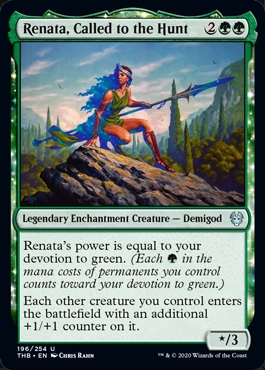 Renata, Called to the Hunt 2
Legendary Enchantment Creature — Demigod
Renata's power is equal to your
devotion to green. (Each in the
mana costs of permanents you control
counts toward your devotion to green.)
Each other creature you control enters
the battlefield with an additional
+1/+1 counter on it.
*/3
196/254 U
THB • EN Chris Rahn
™ & © 2020 Wizards of the Coast